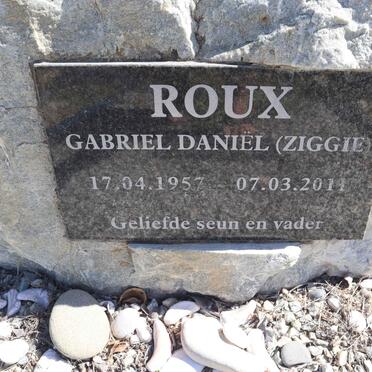 ROUX
GABRIEL DANIËL (ZIGGIE)
17.04.1957 07.03.2011
Geliefde seun en vader